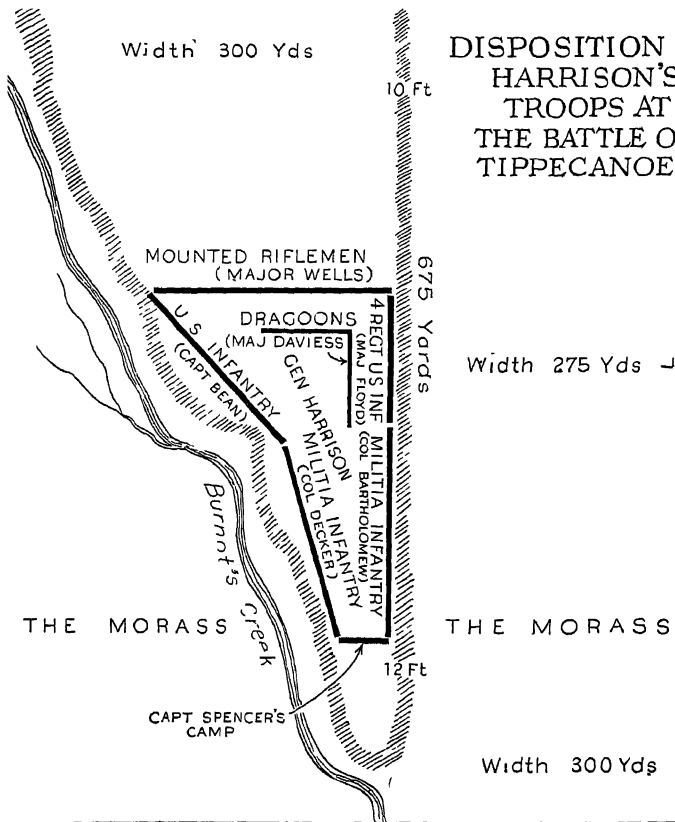 Width 300 Yds
DISPOSITION
HARRISON'S
TROOPS AT
THE BATTLE O
TIPPECANOE
10 Ft
MOUNTED RIFLEMEN
(MAJOR WELLS)
675 Yards
U S INFANTRY
(CAPT BEAN)
DRAGOONS
(MAJ DAVIESS
4 REGT US INF
(MAJ FLOYD)
GEN HARRISON
Width 275 Yds
MILITIA INFANTRY
(COL DECKER)
MILITIA INFANTRY
(COL BARTHOLOMEW)
Burnot's Creek
THE MORASS
THE MORASS
12 Ft
CAPT SPENCER'S
CAMP
Width 300 Yds